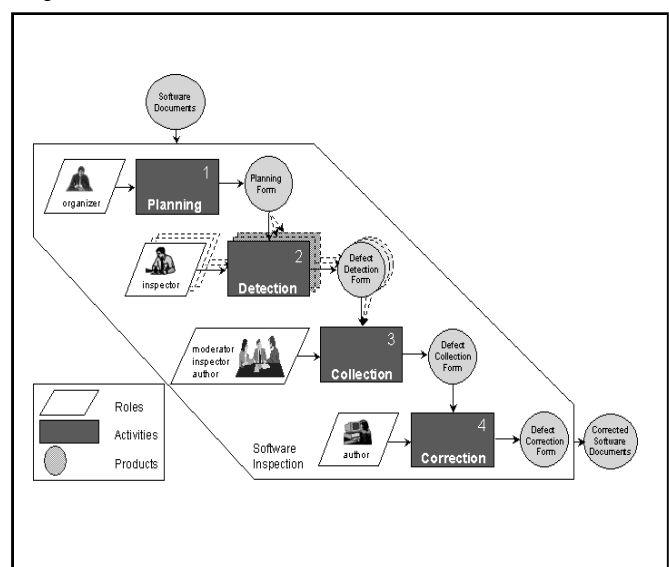 Software
Documents
1
Planning
organizer
Planning
Form
2
Detection
inspector
Defect
Detection
Form
3
Collection
moderator
inspector
author
Defect
Collection
Form
4
Correction
author
Defect
Correction
Form
Corrected
Software
Documents
Software
Inspection
Roles
Activities
Products